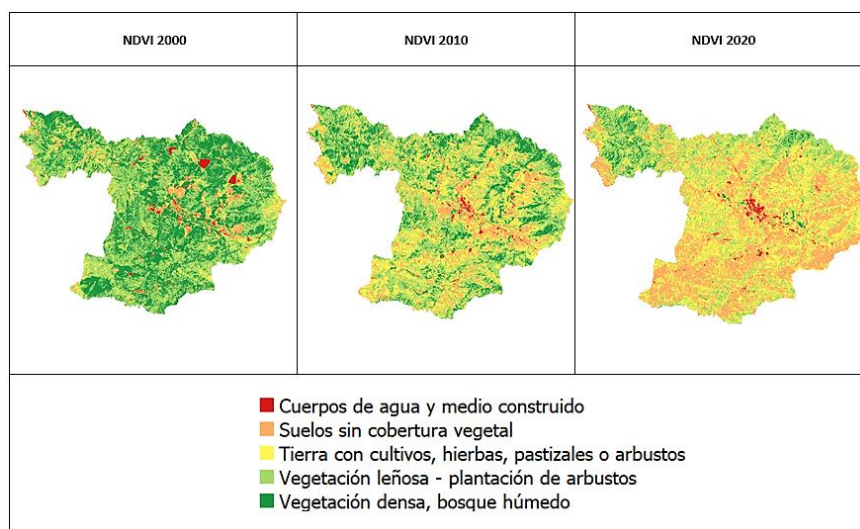 NDVI 2000
NDVI 2010
NDVI 2020
Cuerpos de agua y medio construido
Suelos sin cobertura vegetal
Tierra con cultivos, hierbas, pastizales o arbustos
Vegetación leñosa - plantación de arbustos
Vegetación densa, bosque húmedo